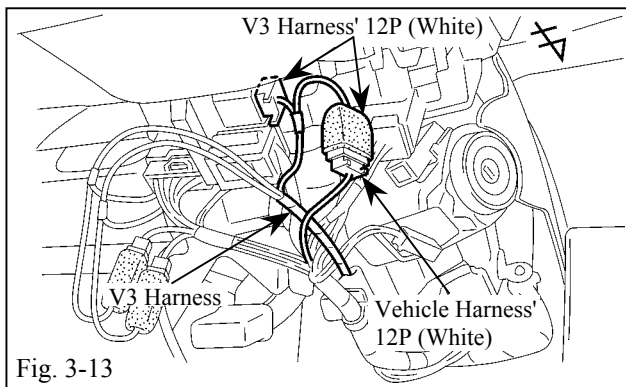 V3 Harness' 12P (White)
V3 Harness
Vehicle Harness'
12P (White)
Fig. 3-13